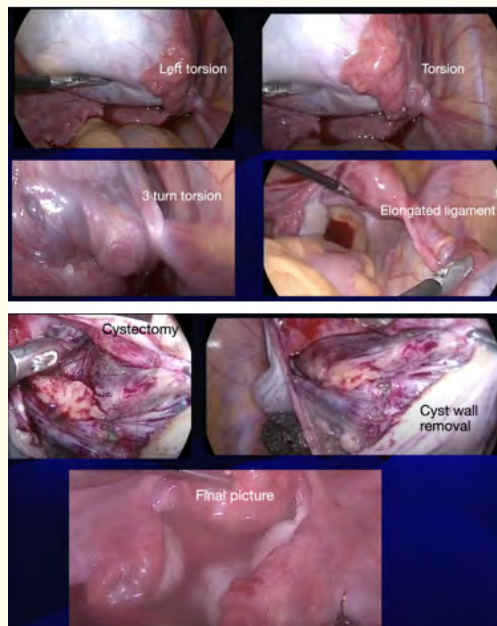 Left torsion
Torsion
3 turn torsion
Elongated ligament
Cystectomy
Cyst wall
removal
Final picture